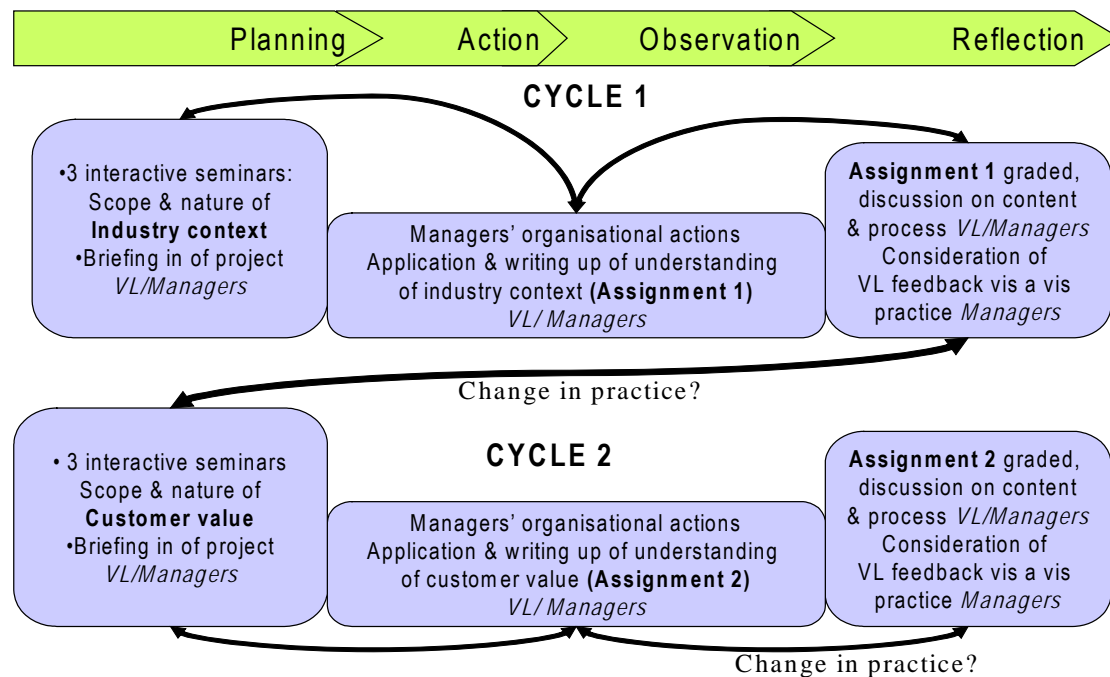 Planning
Action
Observation
Reflection
CYCLE 1
•3 interactive seminars:
Scope & nature of
Industry context
•Briefing in of project
VL/Managers
Managers' organisational actions
Application & writing up of understanding
of industry context (Assignment 1)
VL/ Managers
Assignment 1 graded,
discussion on content
& process VL/Managers
Consideration of
VL feedback vis a vis
practice Managers
Change in practice?
CYCLE 2
• 3 interactive seminars
Scope & nature of
Customer value
•Briefing in of project
VL/Managers
Managers' organisational actions
Application & writing up of understanding
of customer value (Assignment 2)
VL/ Managers
Assignment 2 graded,
discussion on content
& process VL/Managers
Consideration of
VL feedback vis a vis
practice Managers
Change in practice?